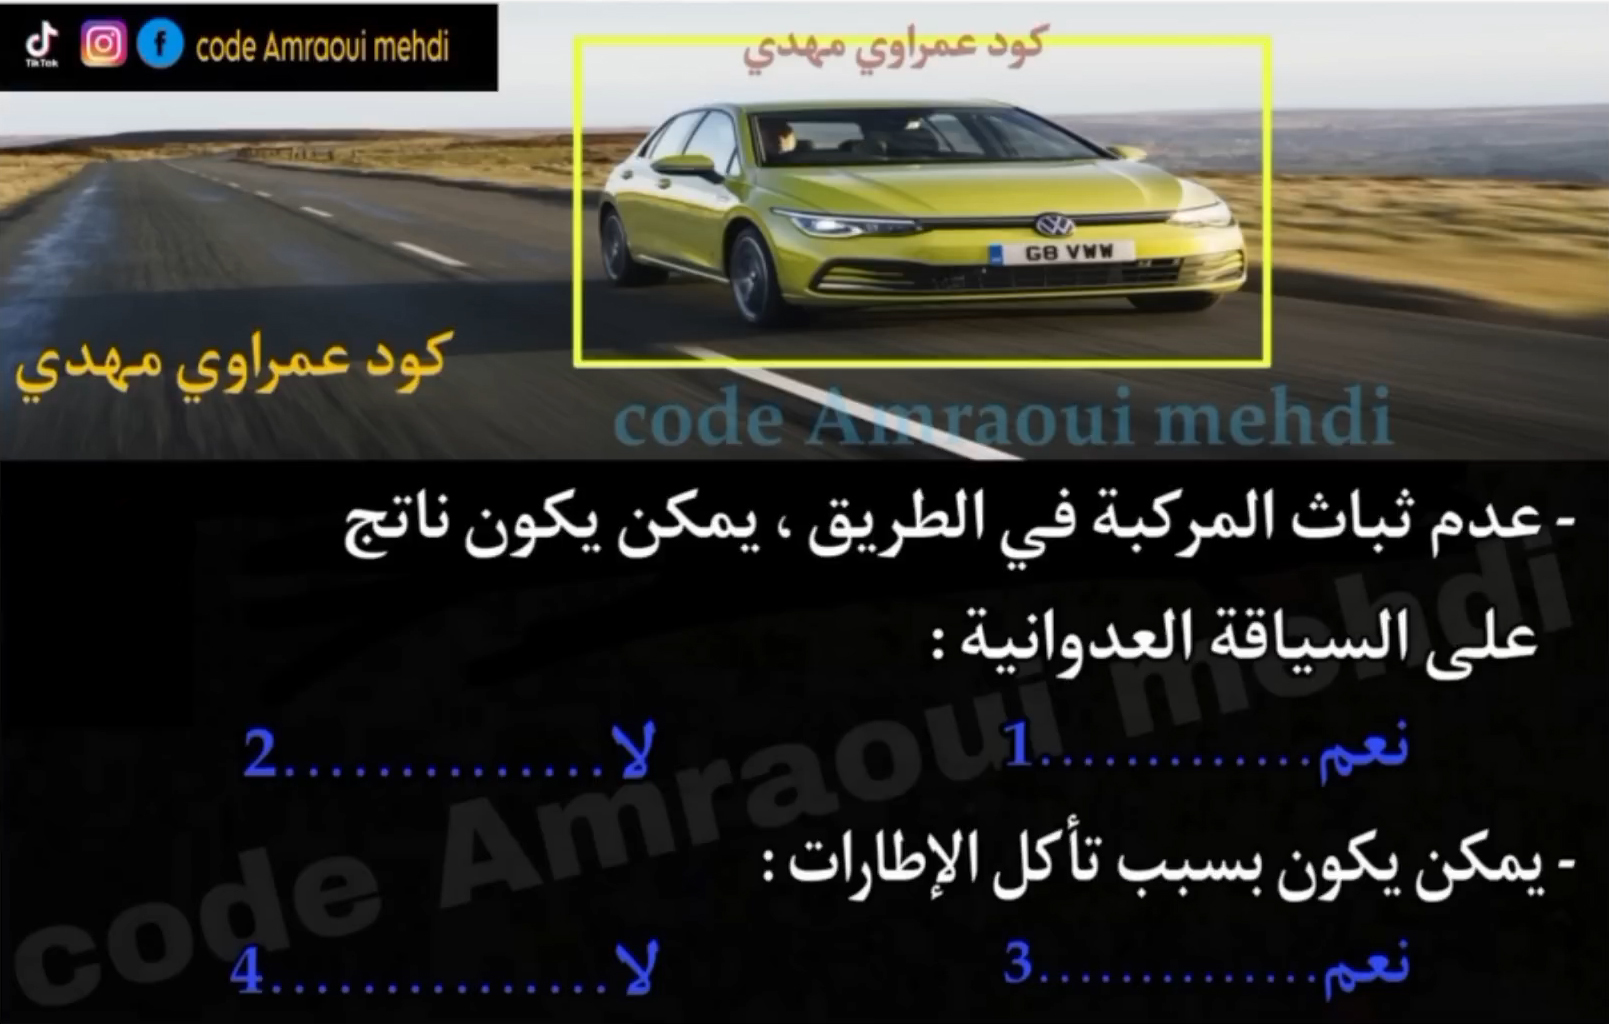 TikTok f code Amraoui mehdi
كود عمراوي مهدي
G8 VWW
كود عمراوي مهدي
code Amraoui mehdi
- عدم ثباث المركبة في الطريق ، يمكن يكون ناتج
على السياقة العدوانية :
نعم.............1 لا..............2
- يمكن يكون بسبب تأكل الإطارات :
نعم.............3 لا...............4
code Amraoui mehdi